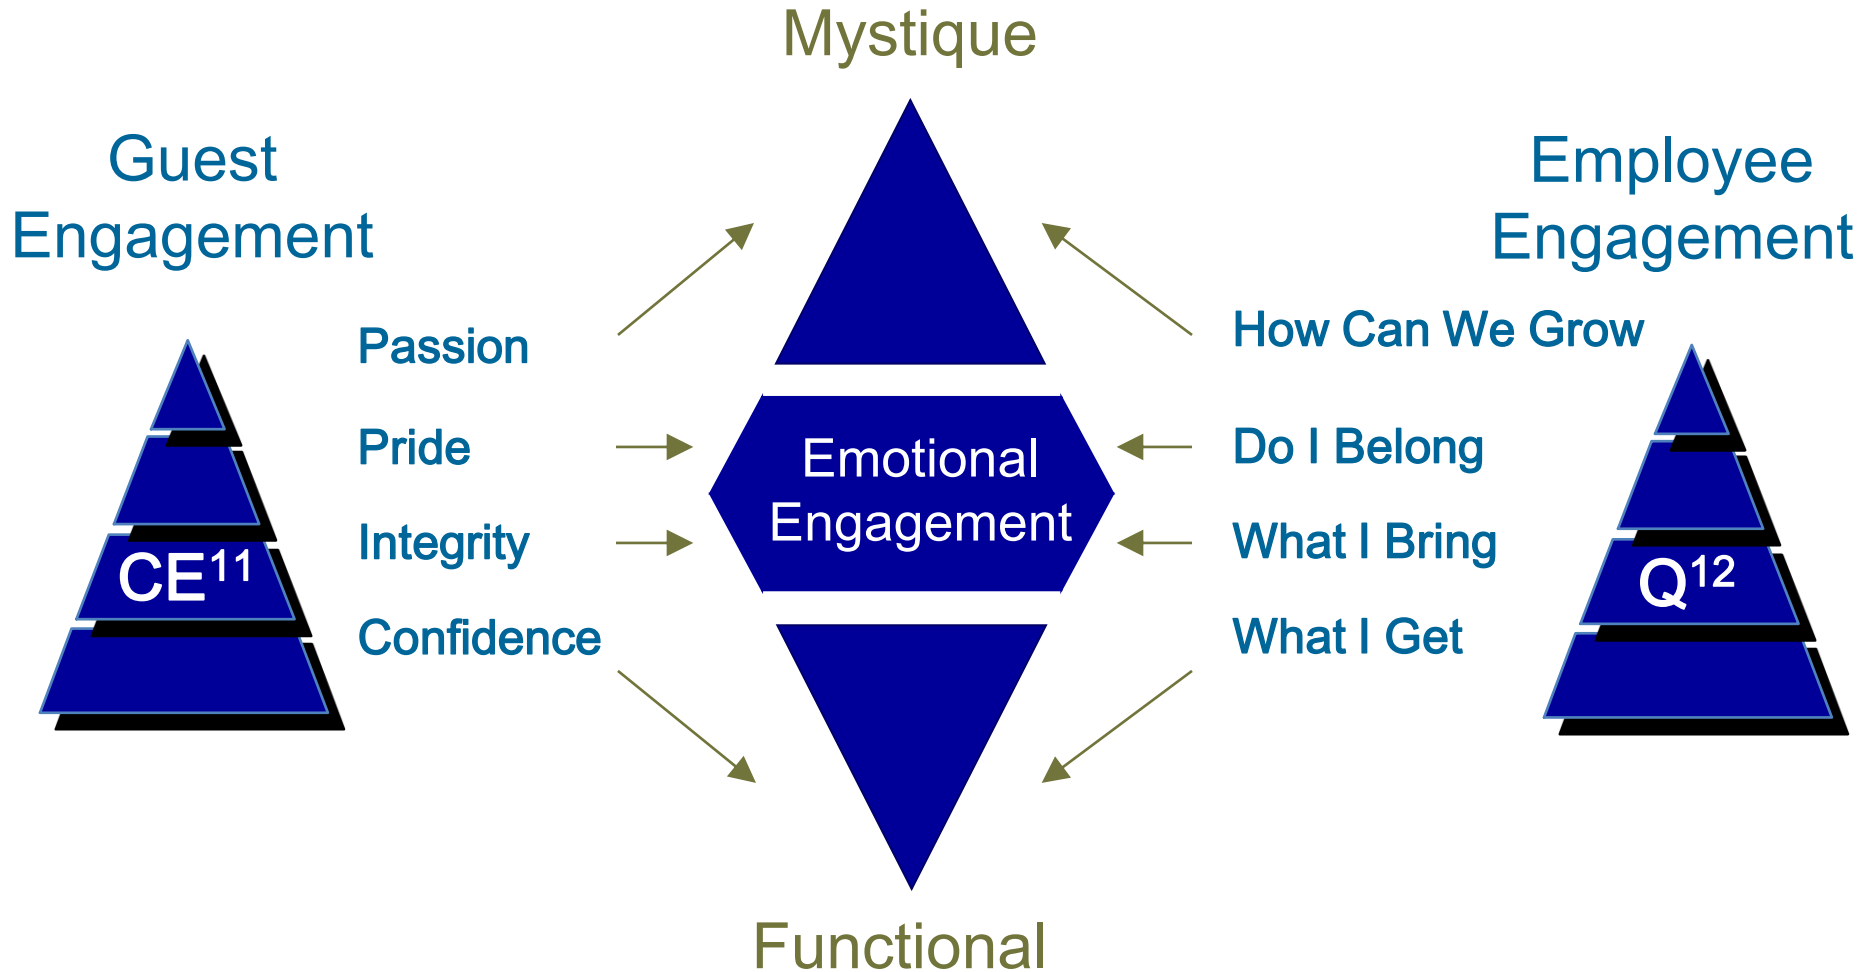 Mystique
Guest
Engagement
Employee
Engagement
Passion
Pride
Integrity
Confidence
CE¹¹
Emotional
Engagement
How Can We Grow
Do I Belong
What I Bring
What I Get
Q¹²
Functional